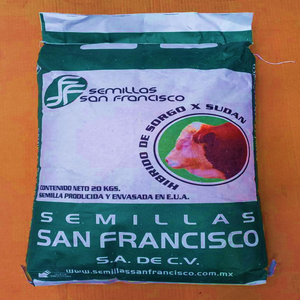 SEMILLAS
SAN FRANCISCO
HIBRIDO DE SORGO X SUDAN
CONTENIDO NETO 20 KGS.
SEMILLA PRODUCIDA Y ENVASADA EN E.U.A.
SEMILLAS
SAN FRANCISCO
S.A. DE C.V.
www.semillassanfrancisco.com.mx